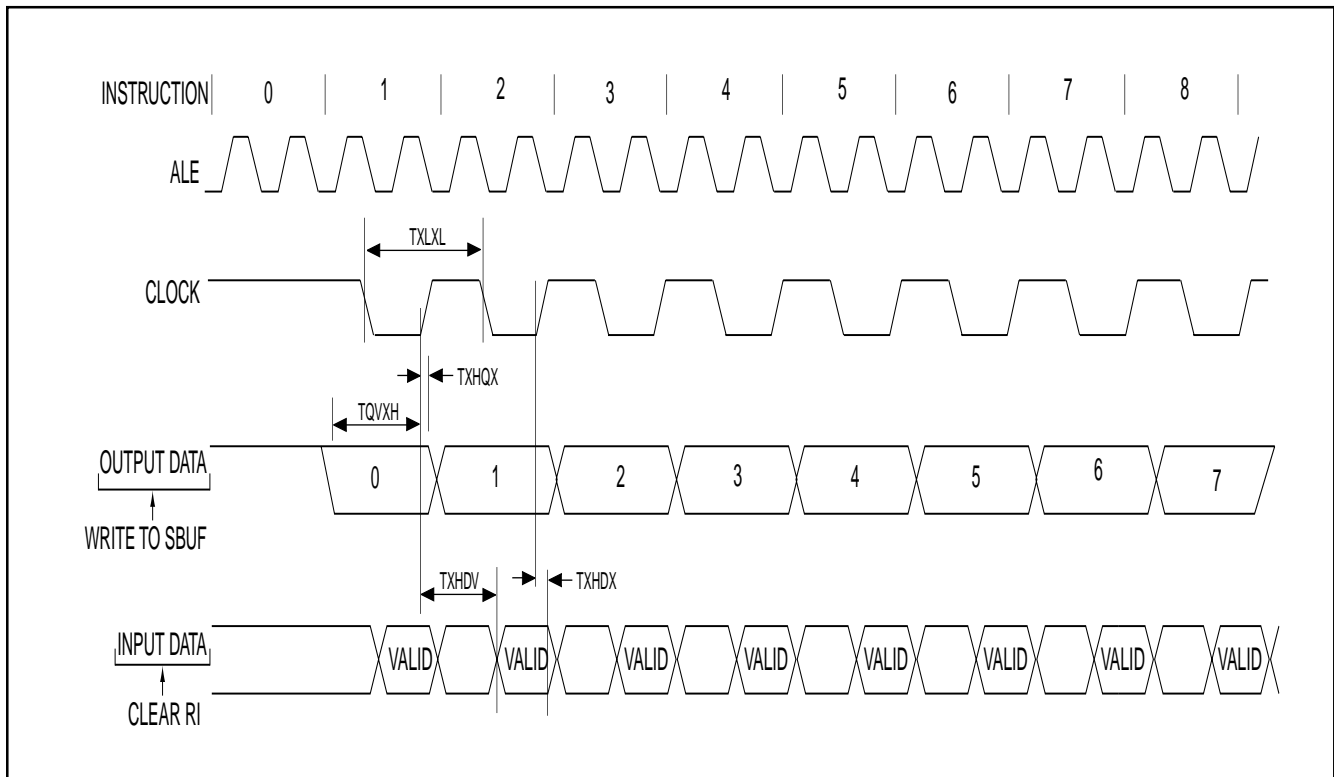 INSTRUCTION 0 1 2 3 4 5 6 7 8
ALE
TXLXL
CLOCK
TXHQX
TQVXH
OUTPUT DATA 0 1 2 3 4 5 6 7
WRITE TO SBUF
TXHDV TXHDX
INPUT DATA VALID VALID VALID VALID VALID VALID VALID VALID
CLEAR RI